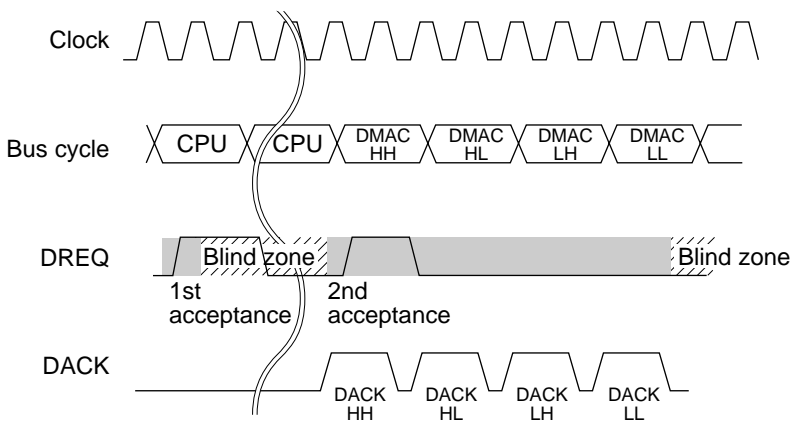 Clock
Bus cycle
CPU
CPU
DMAC HH
DMAC HL
DMAC LH
DMAC LL
DREQ
Blind zone
Blind zone
1st acceptance
2nd acceptance
DACK
DACK HH
DACK HL
DACK LH
DACK LL